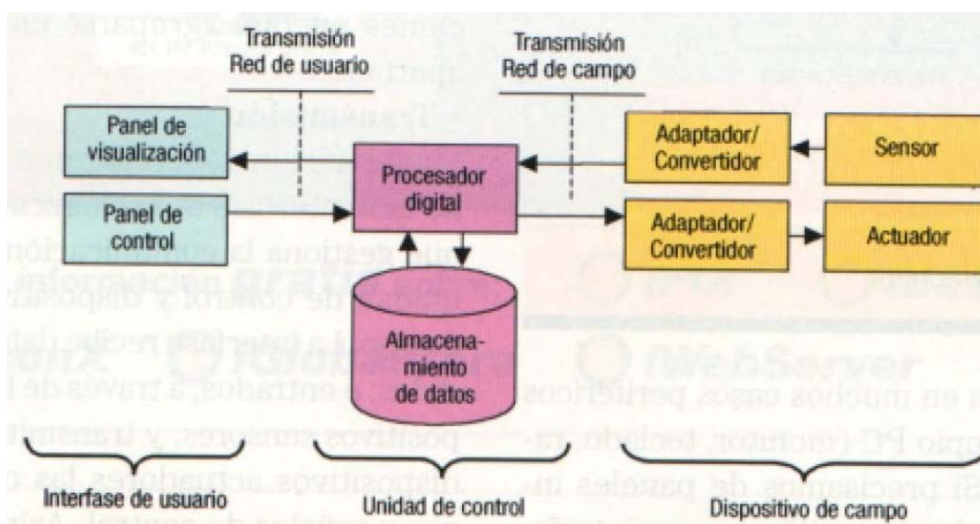 Transmisión
Red de usuario
Transmisión
Red de campo
Panel de
visualización
Panel de
control
Procesador
digital
Adaptador/
Convertidor
Sensor
Adaptador/
Convertidor
Actuador
Almacena-
miento
de datos
Interfase de usuario
Unidad de control
Dispositivo de campo